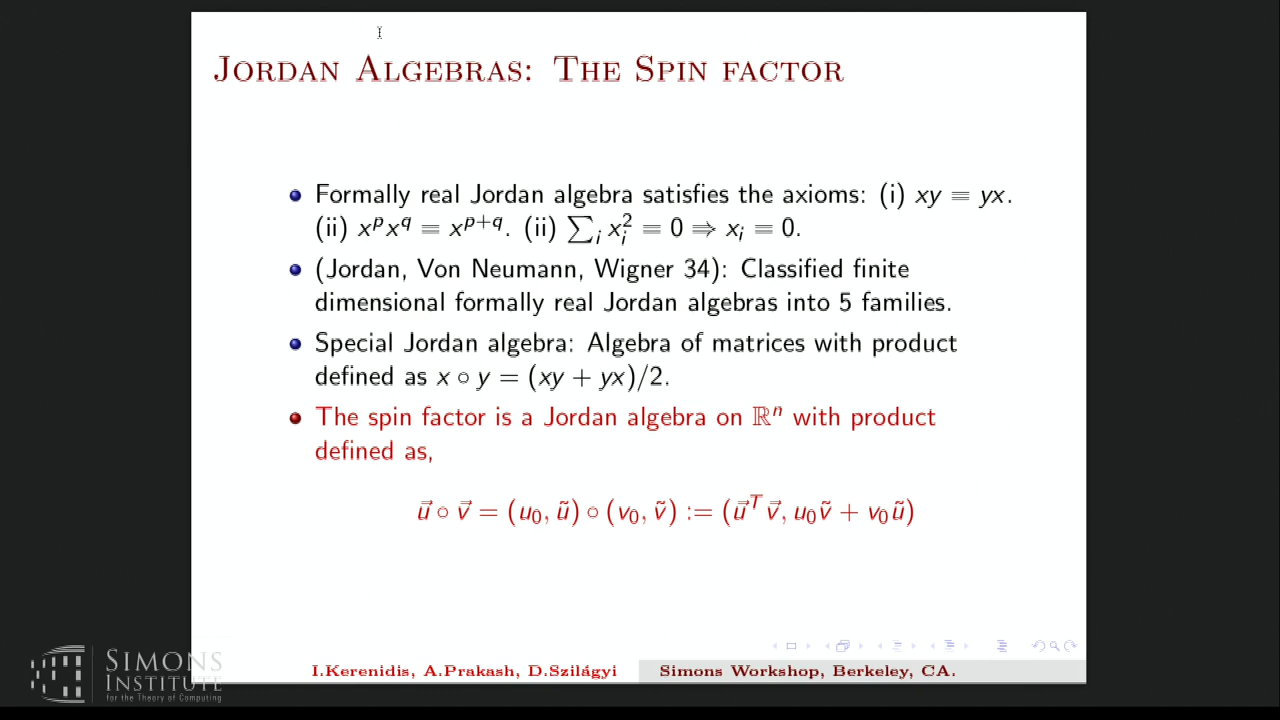 JORDAN ALGEBRAS: THE SPIN FACTOR
Formally real Jordan algebra satisfies the axioms: (i) xy = yx.
(ii) x^p x^q = x^{p+q}. (ii) ∑_i x_i^2 = 0 ⇒ x_i = 0.
(Jordan, Von Neumann, Wigner 34): Classified finite
dimensional formally real Jordan algebras into 5 families.
Special Jordan algebra: Algebra of matrices with product
defined as x ∘ y = (xy + yx)/2.
The spin factor is a Jordan algebra on ℝ^n with product
defined as,
u⃗ ∘ v⃗ = (u_0, ũ) ∘ (v_0, ṽ) := (u⃗^T v⃗, u_0ṽ + v_0ũ)
I.Kerenidis, A.Prakash, D.Szilágyi Simons Workshop, Berkeley, CA.
SIMONS
INSTITUTE
for the Theory of Computing